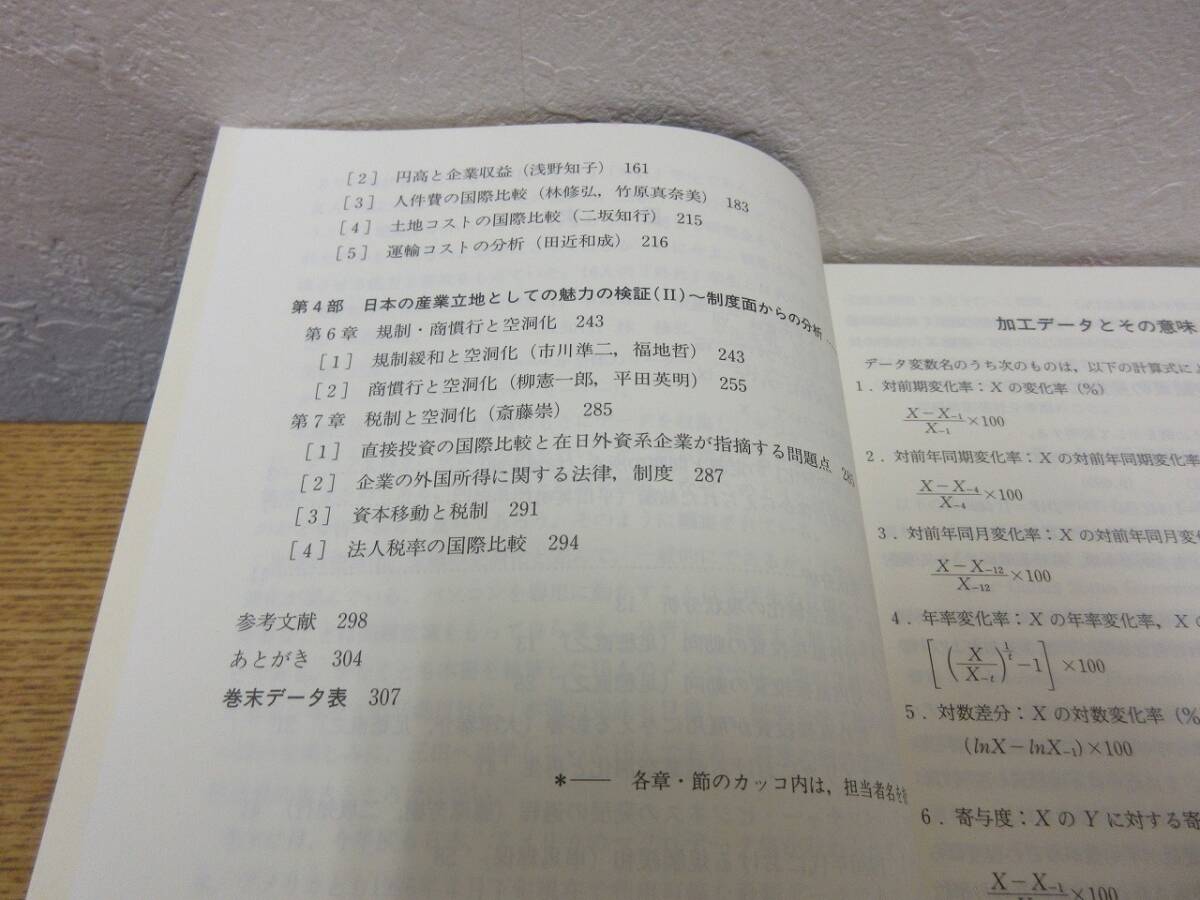 [2] 円高と企業収益(浅野知子) 161
[3] 人件費の国際比較(林修弘, 竹原真奈美) 183
[4] 土地コストの国際比較(二坂知行) 215
[5] 運輸コストの分析(田近和成) 216
第4部 日本の産業立地としての魅力の検証(II)～制度面からの分析…
第6章 規制・商慣行と空洞化 243
[1] 規制緩和と空洞化(市川準二, 福地哲) 243
[2] 商慣行と空洞化(柳憲一郎, 平田英明) 255
第7章 税制と空洞化(斎藤崇) 285
[1] 直接投資の国際比較と在日外資系企業が指摘する問題点 285
[2] 企業の外国所得に関する法律, 制度 287
[3] 資本移動と税制 291
[4] 法人税率の国際比較 294
参考文献 298
あとがき 304
巻末データ表 307
*── 各章・節のカッコ内は, 担当者名を
加工データとその意味
データ変数名のうち次のものは, 以下の計算式に
1. 対前期変化率：Xの変化率(%)
X－X₋₁/X₋₁×100
2. 対前年同期変化率：Xの対前年同期変化率
X－X₋₄/X₋₄×100
3. 対前年同月変化率：Xの対前年同月変化
X－X₋₁₂/X₋₁₂×100
4. 年率変化率：Xの年率変化率, Xの
[(X/X₋t)^(1/t)－1]×100
5. 対数差分：Xの対数変化率(%)
(lnX－lnX₋₁)×100
6. 寄与度：XのYに対する寄
X－X₋₁ ×100